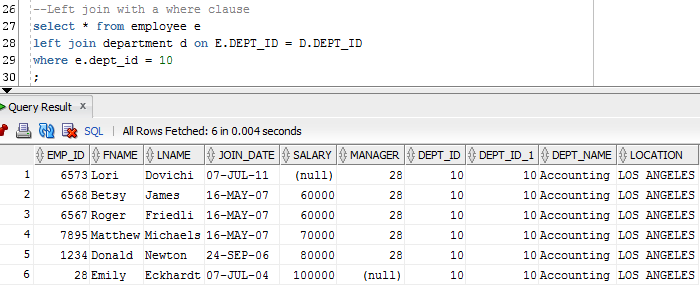 26
27 --Left join with a where clause
select * from employee e
28 left join department d on E.DEPT_ID = D.DEPT_ID
29 where e.dept_id = 10
30 ;
31
Query Result x
SQL | All Rows Fetched: 6 in 0.004 seconds
EMP_ID FNAME LNAME JOIN_DATE SALARY MANAGER DEPT_ID DEPT_ID_1 DEPT_NAME LOCATION
1 6573 Lori Dovichi 07-JUL-11 (null) 28 10 10 Accounting LOS ANGELES
2 6568 Betsy James 16-MAY-07 60000 28 10 10 Accounting LOS ANGELES
3 6567 Roger Friedli 16-MAY-07 60000 28 10 10 Accounting LOS ANGELES
4 7895 Matthew Michaels 16-MAY-07 70000 28 10 10 Accounting LOS ANGELES
5 1234 Donald Newton 24-SEP-06 80000 28 10 10 Accounting LOS ANGELES
6 28 Emily Eckhardt 07-JUL-04 100000 (null) 10 10 Accounting LOS ANGELES